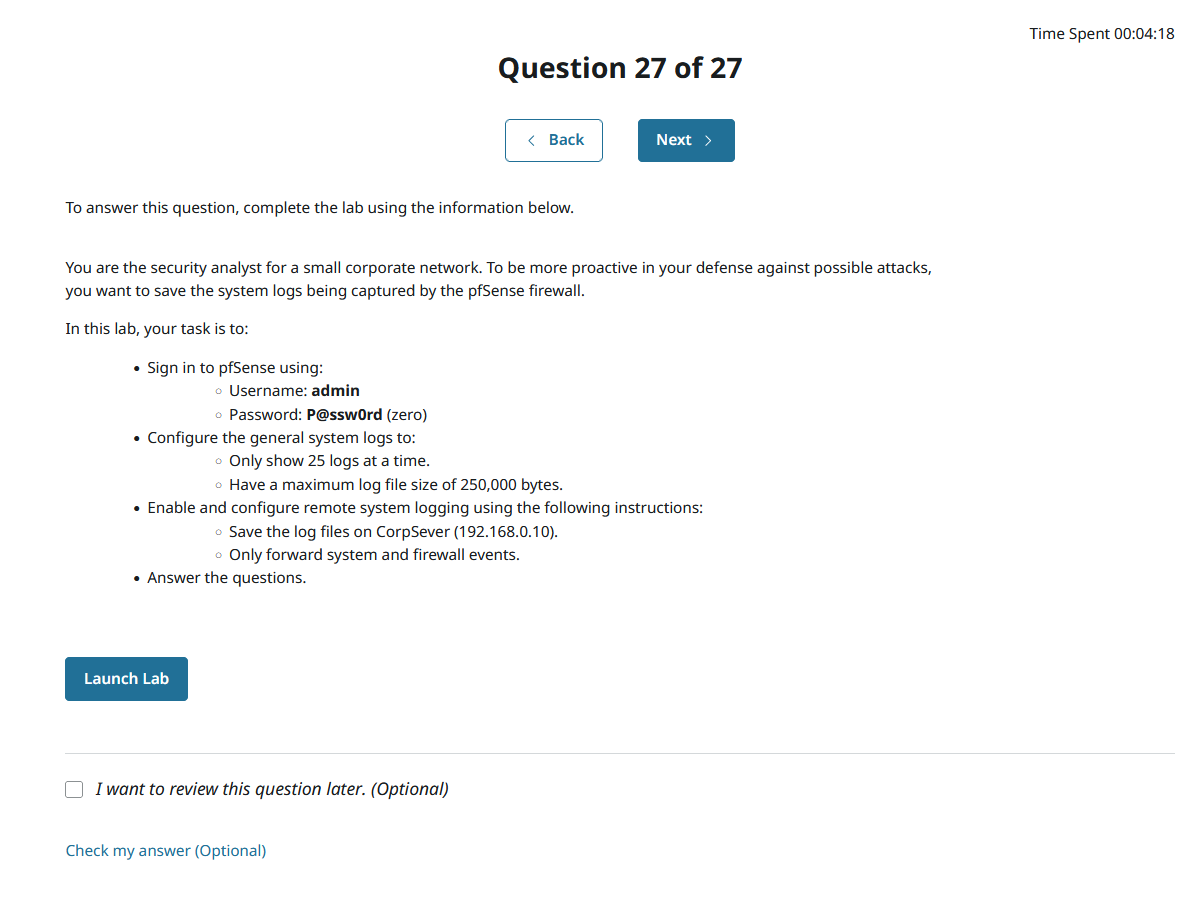 Time Spent 00:04:18
Question 27 of 27
Back
Next
To answer this question, complete the lab using the information below.
You are the security analyst for a small corporate network. To be more proactive in your defense against possible attacks,
you want to save the system logs being captured by the pfSense firewall.
In this lab, your task is to:
• Sign in to pfSense using:
○ Username: admin
○ Password: P@ssw0rd (zero)
• Configure the general system logs to:
○ Only show 25 logs at a time.
○ Have a maximum log file size of 250,000 bytes.
• Enable and configure remote system logging using the following instructions:
○ Save the log files on CorpSever (192.168.0.10).
○ Only forward system and firewall events.
• Answer the questions.
Launch Lab
I want to review this question later. (Optional)
Check my answer (Optional)